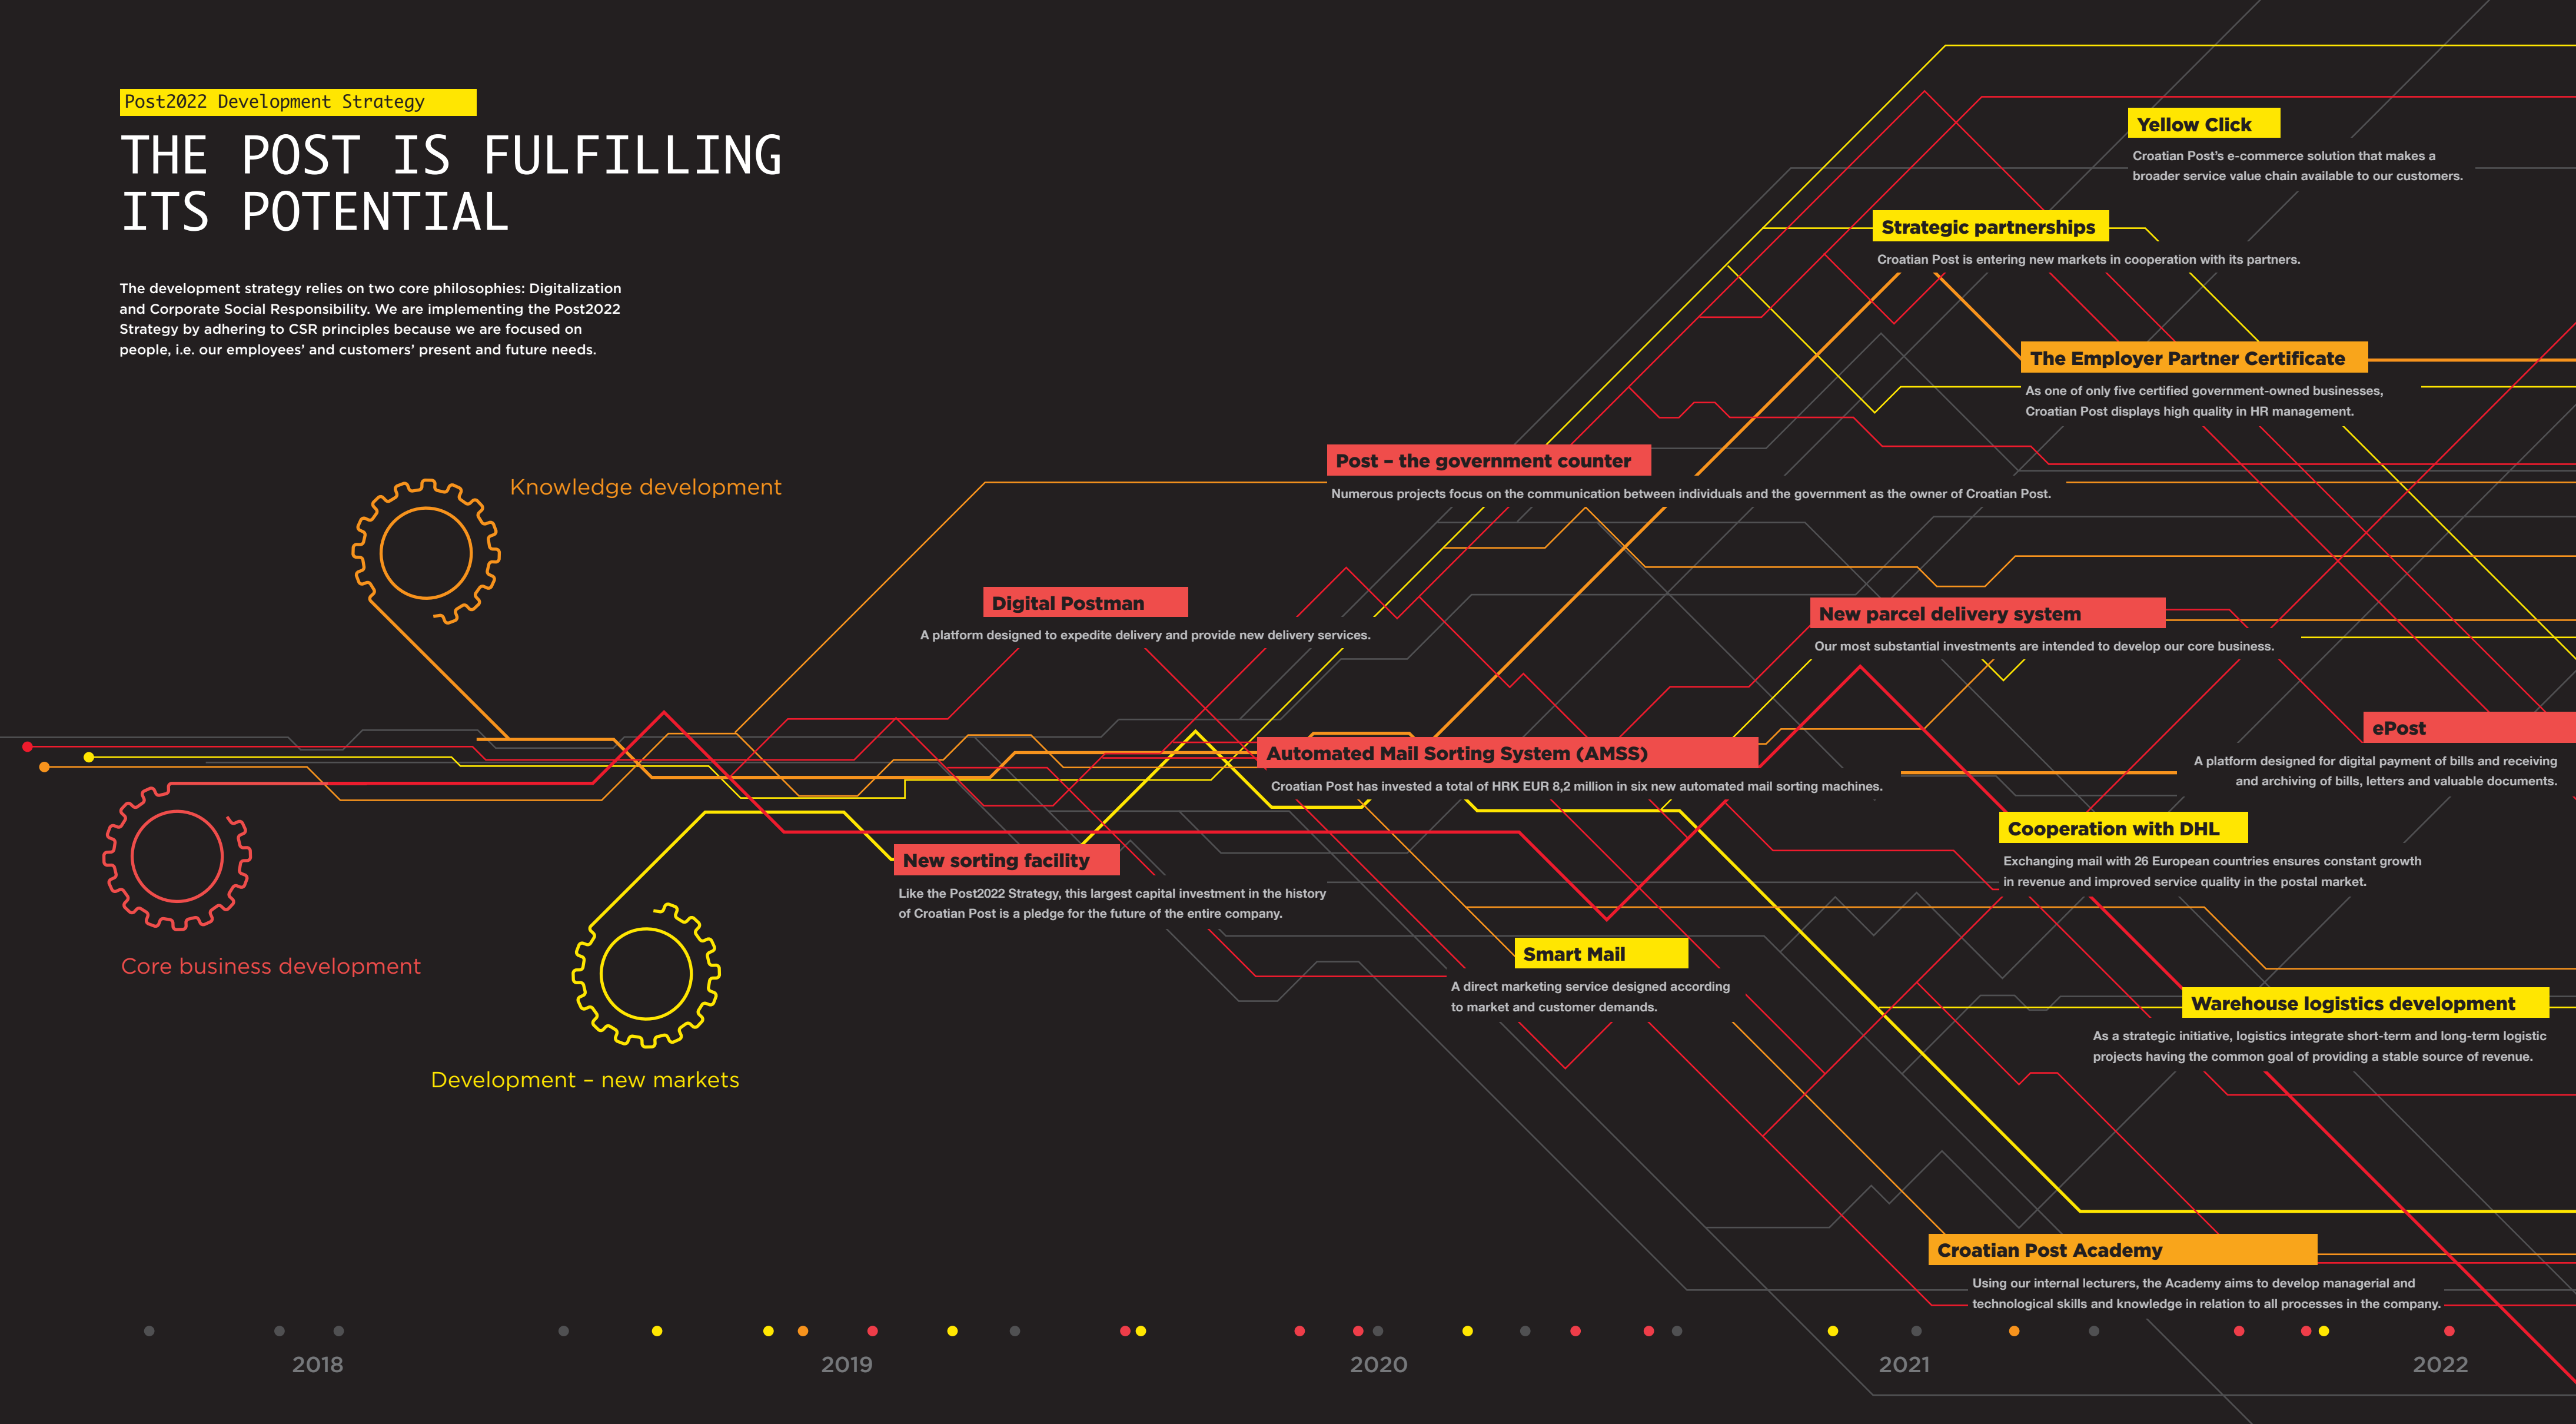 Post2022 Development Strategy
THE POST IS FULFILLING
ITS POTENTIAL
The development strategy relies on two core philosophies: Digitalization
and Corporate Social Responsibility. We are implementing the Post2022
Strategy by adhering to CSR principles because we are focused on
people, i.e. our employees’ and customers’ present and future needs.
Knowledge development
Core business development
Development – new markets
Yellow Click
Croatian Post’s e-commerce solution that makes a
broader service value chain available to our customers.
Strategic partnerships
Croatian Post is entering new markets in cooperation with its partners.
The Employer Partner Certificate
As one of only five certified government-owned businesses,
Croatian Post displays high quality in HR management.
Post – the government counter
Numerous projects focus on the communication between individuals and the government as the owner of Croatian Post.
Digital Postman
A platform designed to expedite delivery and provide new delivery services.
New parcel delivery system
Our most substantial investments are intended to develop our core business.
ePost
A platform designed for digital payment of bills and receiving
and archiving of bills, letters and valuable documents.
Automated Mail Sorting System (AMSS)
Croatian Post has invested a total of HRK EUR 8,2 million in six new automated mail sorting machines.
Cooperation with DHL
Exchanging mail with 26 European countries ensures constant growth
in revenue and improved service quality in the postal market.
New sorting facility
Like the Post2022 Strategy, this largest capital investment in the history
of Croatian Post is a pledge for the future of the entire company.
Smart Mail
A direct marketing service designed according
to market and customer demands.
Warehouse logistics development
As a strategic initiative, logistics integrate short-term and long-term logistic
projects having the common goal of providing a stable source of revenue.
Croatian Post Academy
Using our internal lecturers, the Academy aims to develop managerial and
technological skills and knowledge in relation to all processes in the company.
2018
2019
2020
2021
2022